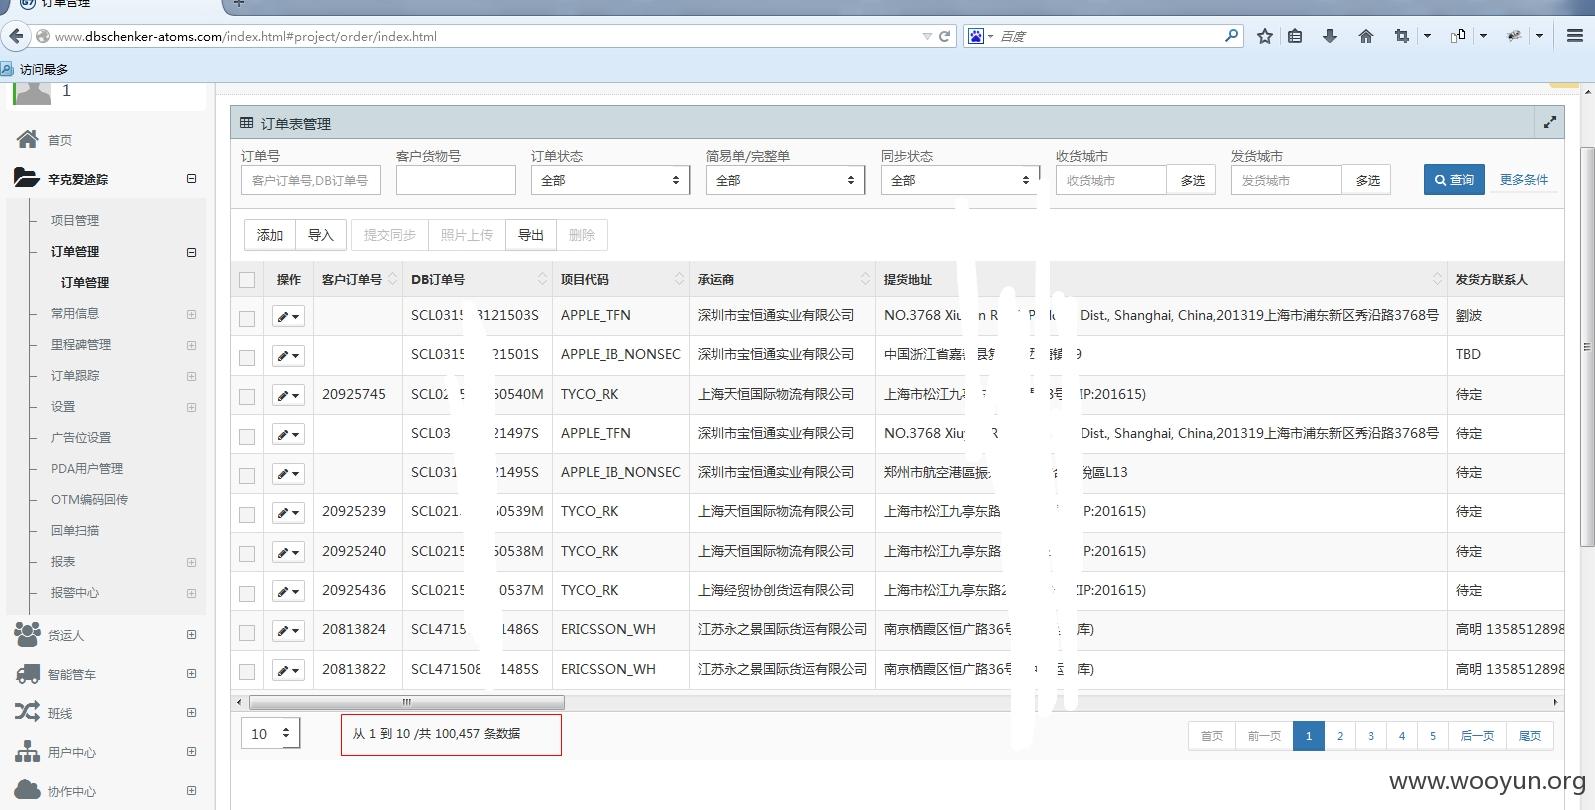 订单管理
www.dbschenker-atoms.com/index.html#project/order/index.html
百度
访问最多
1
首页
辛克爱途踪
项目管理
订单管理
订单管理
常用信息
里程碑管理
订单跟踪
设置
广告位设置
PDA用户管理
OTM编码回传
回单扫描
报表
报警中心
货运人
智能管车
班线
用户中心
协作中心
订单表管理
订单号 客户货物号 订单状态 简易单/完整单 同步状态 收货城市 发货城市
客户订单号,DB订单号 全部 全部 全部 收货城市 多选 发货城市 多选 查询 更多条件
添加 导入 提交同步 照片上传 导出 删除
操作 客户订单号 DB订单号 项目代码 承运商 提货地址 发货方联系人
SCL0315 3121503S APPLE_TFN 深圳市宝恒通实业有限公司 NO.3768 Xiu n R P Dist., Shanghai, China,201319上海市浦东新区秀沿路3768号 劉波
SCL0315 21501S APPLE_IB_NONSEC 深圳市宝恒通实业有限公司 中国浙江省嘉 县 镇 9 TBD
20925745 SCL02 60540M TYCO_RK 上海天恒国际物流有限公司 上海市松江九亭 3号 IP:201615) 待定
SCL03 21497S APPLE_TFN 深圳市宝恒通实业有限公司 NO.3768 Xiu R Dist., Shanghai, China,201319上海市浦东新区秀沿路3768号 待定
SCL031 21495S APPLE_IB_NONSEC 深圳市宝恒通实业有限公司 郑州市航空港區振 稅區L13 待定
20925239 SCL021 60539M TYCO_RK 上海天恒国际物流有限公司 上海市松江九亭东路 P:201615) 待定
20925240 SCL0215 60538M TYCO_RK 上海天恒国际物流有限公司 上海市松江九亭东路 P:201615) 待定
20925436 SCL0215 0537M TYCO_RK 上海经贸协创货运有限公司 上海市松江九亭东路2 ZIP:201615) 待定
20813824 SCL4715 1486S ERICSSON_WH 江苏永之景国际货运有限公司 南京栖霞区恒广路36号 库) 高明 1358512898
20813822 SCL471508 1485S ERICSSON_WH 江苏永之景国际货运有限公司 南京栖霞区恒广路36号 运 库) 高明 1358512898
10 从 1 到 10 /共 100,457 条数据 首页 前一页 1 2 3 4 5 后一页 尾页
www.wooyun.org